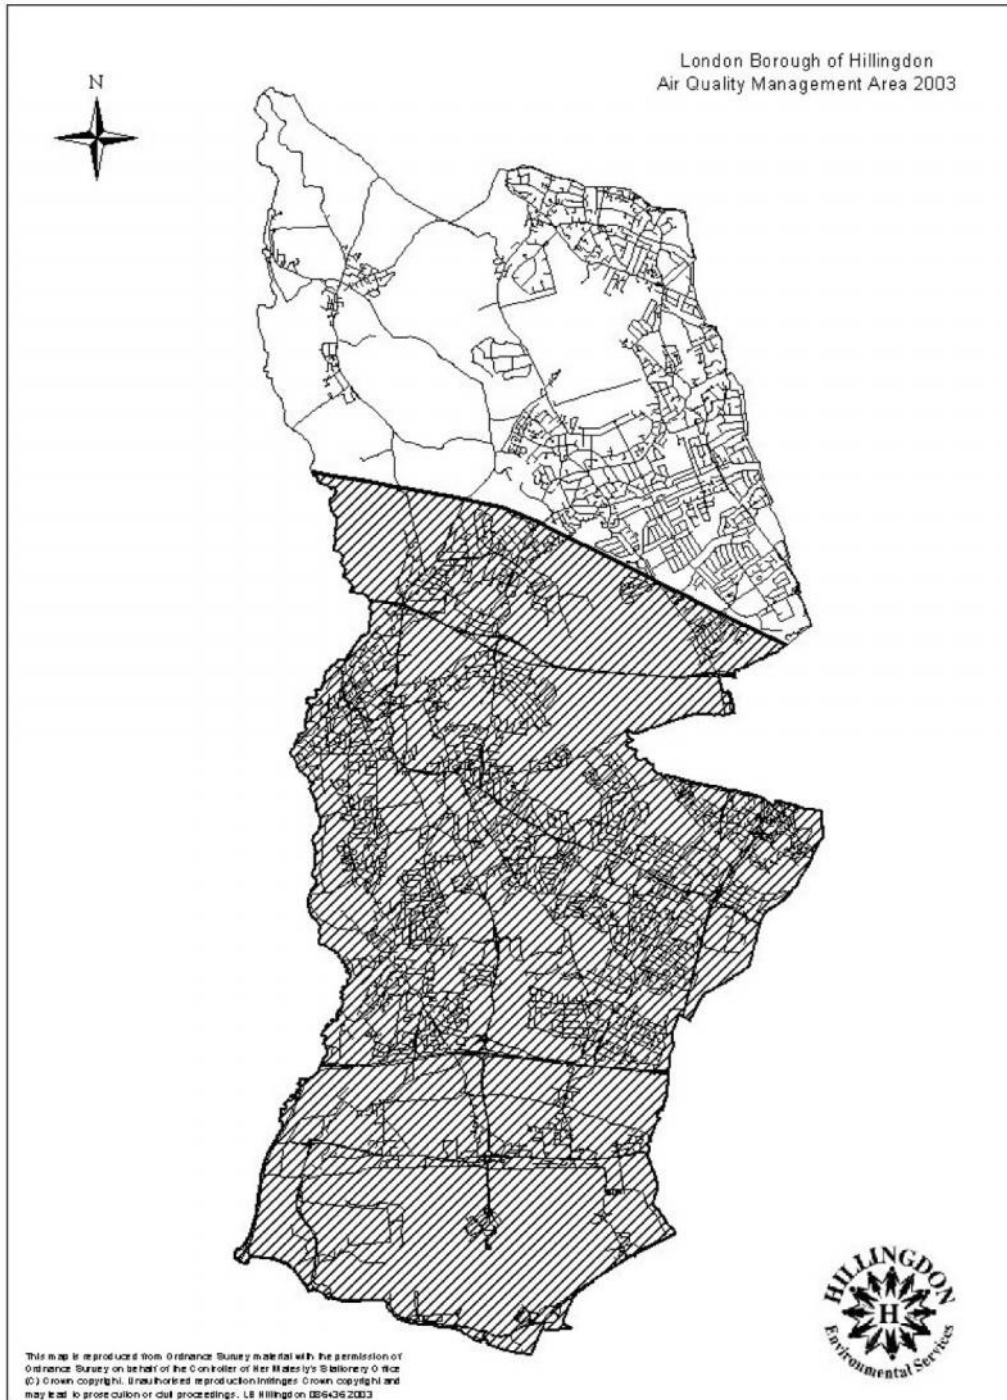 London Borough of Hillingdon
Air Quality Management Area 2003
N
HILLINGDON
H
Environmental Services
This map is reproduced from Ordnance Survey material with the permission of
Ordnance Survey on behalf of the Controller of Her Majesty's Stationery Office
(C) Crown copyright. Unauthorised reproduction infringes Crown copyright and
may lead to prosecution or civil proceedings. LB Hillingdon 086436 2003